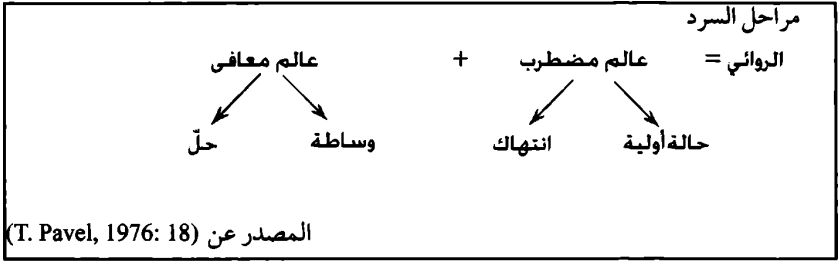 مراحل السرد
الروائي = عالم مضطرب + عالم معافى
حالة أولية انتهاك وساطة حلّ
المصدر عن (T. Pavel, 1976: 18)